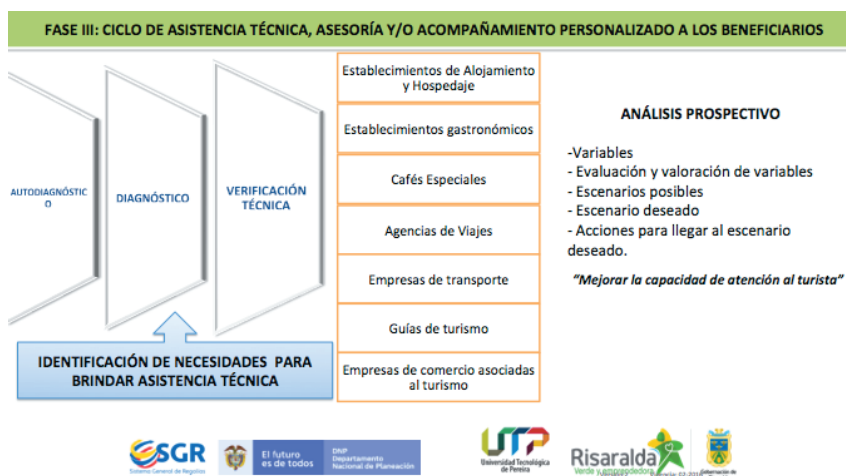 FASE III: CICLO DE ASISTENCIA TÉCNICA, ASESORÍA Y/O ACOMPAÑAMIENTO PERSONALIZADO A LOS BENEFICIARIOS
AUTODIAGNÓSTIC
O
DIAGNÓSTICO
VERIFICACIÓN
TÉCNICA
IDENTIFICACIÓN DE NECESIDADES PARA
BRINDAR ASISTENCIA TÉCNICA
Establecimientos de Alojamiento
y Hospedaje
Establecimientos gastronómicos
Cafés Especiales
Agencias de Viajes
Empresas de transporte
Guías de turismo
Empresas de comercio asociadas
al turismo
ANÁLISIS PROSPECTIVO
-Variables
- Evaluación y valoración de variables
- Escenarios posibles
- Escenario deseado
- Acciones para llegar al escenario
deseado.
“Mejorar la capacidad de atención al turista”
SGR
Sistema General de Regalías
El futuro
es de todos
DNP
Departamento
Nacional de Planeación
UTP
Universidad Tecnológica
de Pereira
Risaralda
Verde y emprendedora
Gobernación de